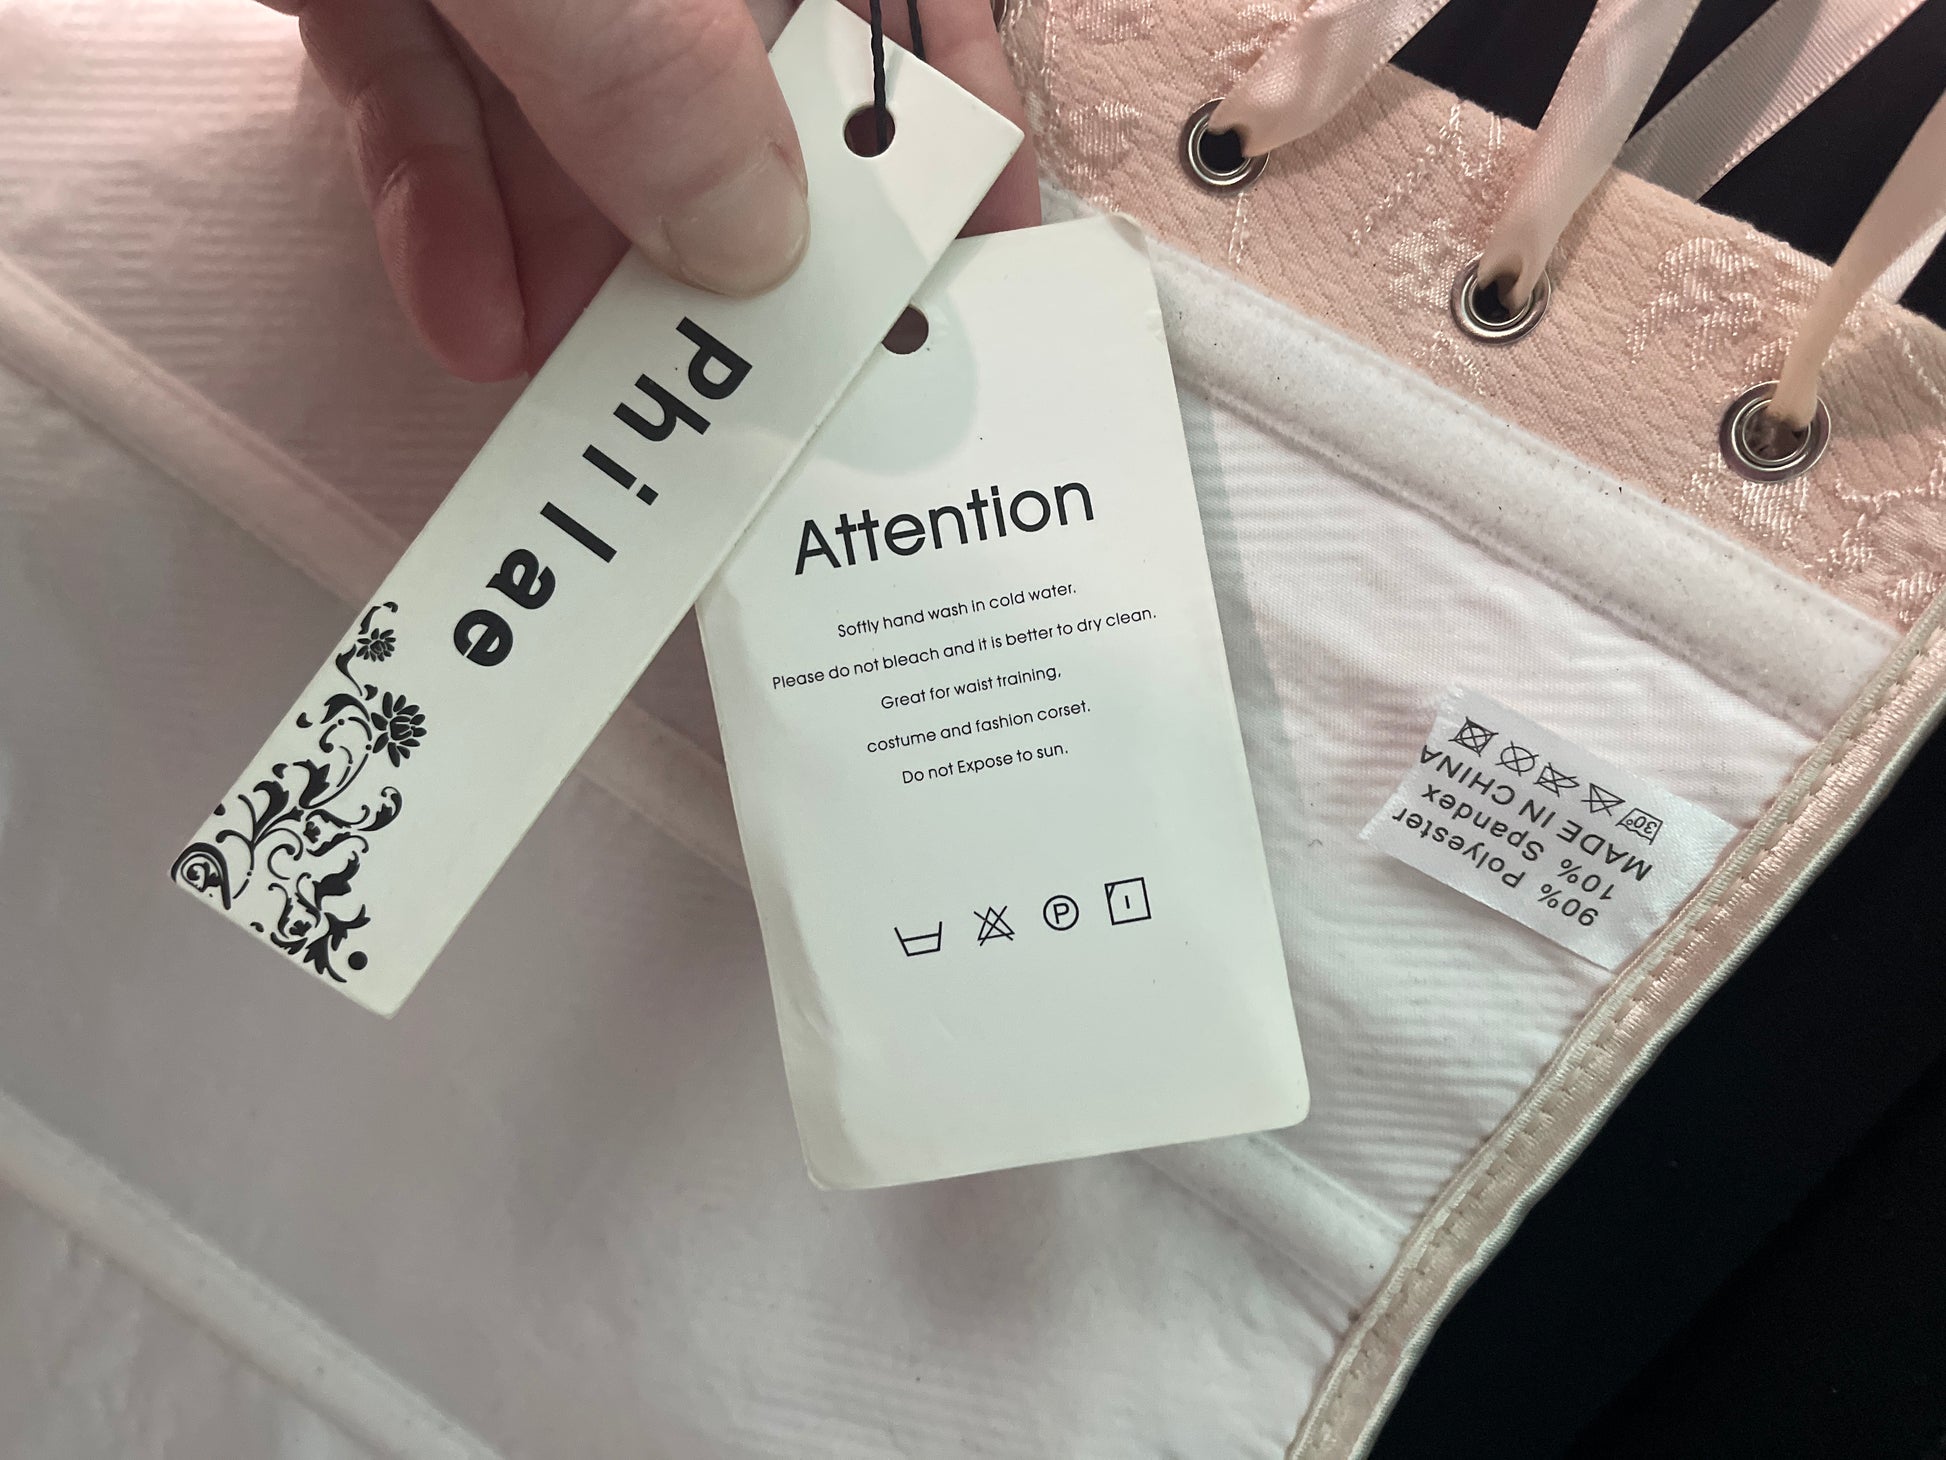 Philae
Attention
Softly hand wash in cold water.
Please do not bleach and it is better to dry clean.
Great for waist training,
costume and fashion corset.
Do not Expose to sun.
P
90% Polyester
10% Spandex
MADE IN CHINA
30°